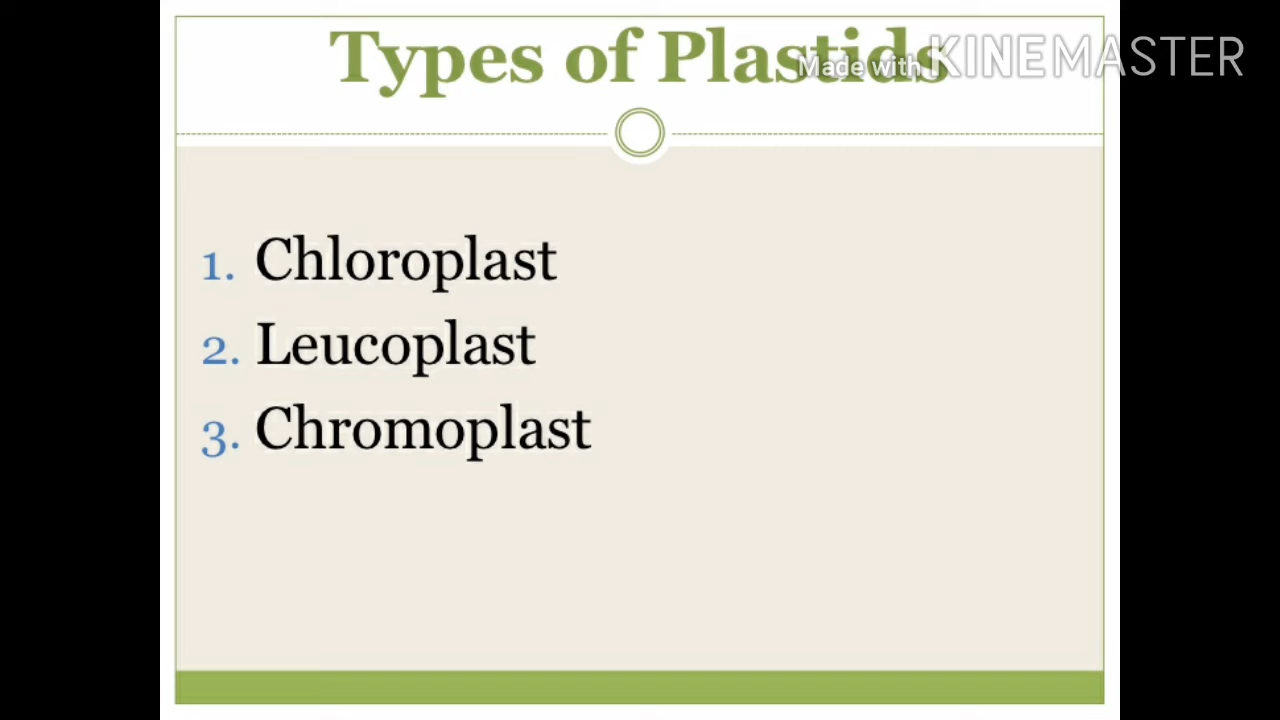 Types of Plastids
Made with KINEMASTER
1. Chloroplast
2. Leucoplast
3. Chromoplast